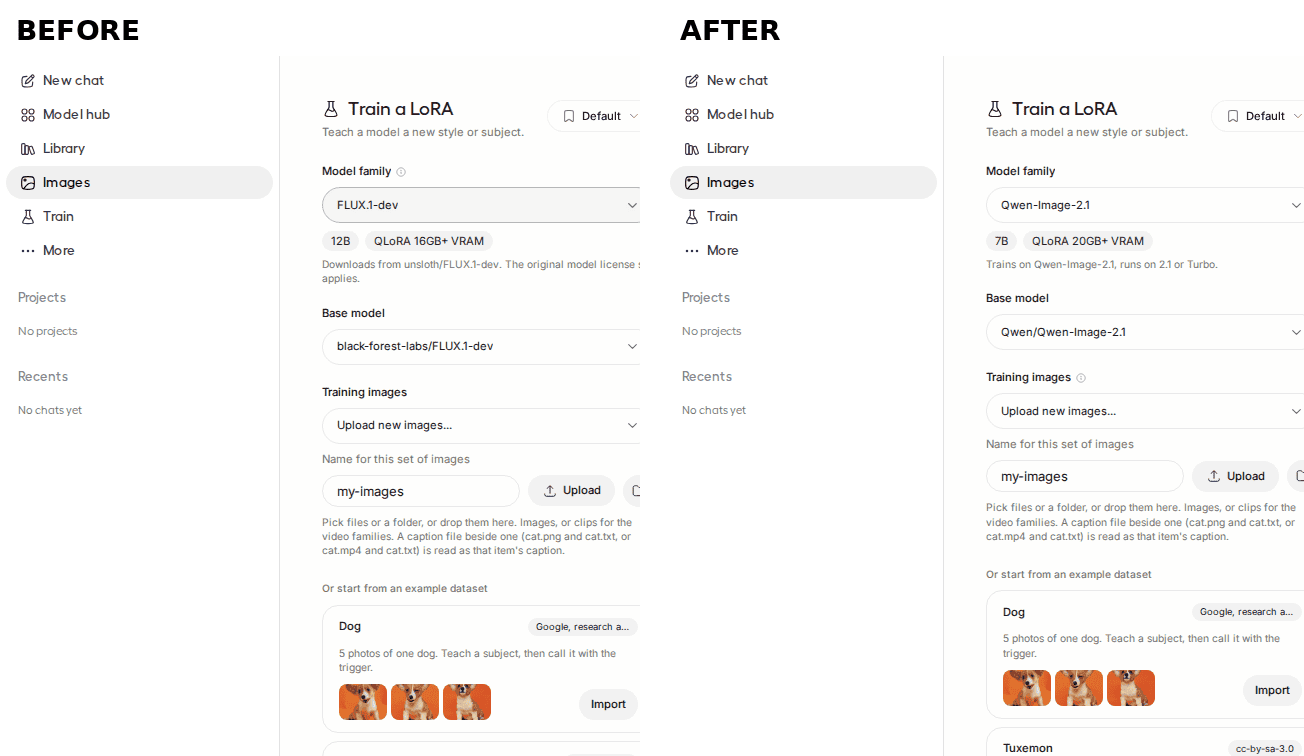 BEFORE
New chat
Model hub
Library
Images
Train
More
Projects
No projects
Recents
No chats yet
Train a LoRA
Default
Teach a model a new style or subject.
Model family
FLUX.1-dev
12B QLoRA 16GB+ VRAM
Downloads from unsloth/FLUX.1-dev. The original model license
applies.
Base model
black-forest-labs/FLUX.1-dev
Training images
Upload new images...
Name for this set of images
my-images Upload
Pick files or a folder, or drop them here. Images, or clips for the
video families. A caption file beside one (cat.png and cat.txt, or
cat.mp4 and cat.txt) is read as that item's caption.
Or start from an example dataset
Dog Google, research a...
5 photos of one dog. Teach a subject, then call it with the
trigger.
Import
AFTER
New chat
Model hub
Library
Images
Train
More
Projects
No projects
Recents
No chats yet
Train a LoRA
Default
Teach a model a new style or subject.
Model family
Qwen-Image-2.1
7B QLoRA 20GB+ VRAM
Trains on Qwen-Image-2.1, runs on 2.1 or Turbo.
Base model
Qwen/Qwen-Image-2.1
Training images
Upload new images...
Name for this set of images
my-images Upload
Pick files or a folder, or drop them here. Images, or clips for the
video families. A caption file beside one (cat.png and cat.txt, or
cat.mp4 and cat.txt) is read as that item's caption.
Or start from an example dataset
Dog Google, research a...
5 photos of one dog. Teach a subject, then call it with the
trigger.
Import
Tuxemon cc-by-sa-3.0